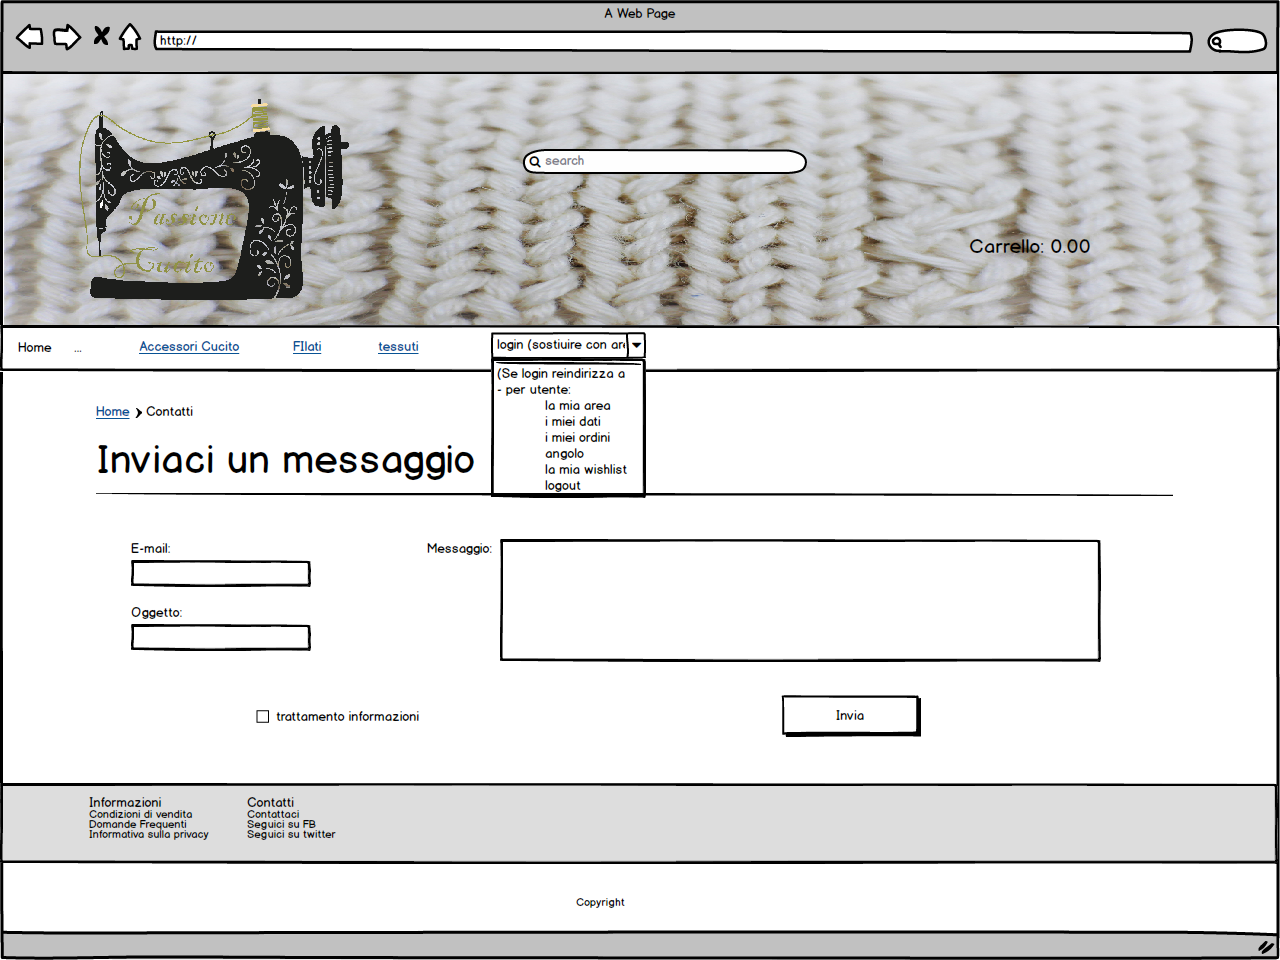 A Web Page
http://
search
Passione
Cucito
Carrello: 0.00
Home
...
Accessori Cucito
FIlati
tessuti
login (sostiuire con
(Se login reindirizza a
- per utente:
la mia area
i miei dati
i miei ordini
angolo
la mia wishlist
logout
Home
Contatti
Inviaci un messaggio
E-mail:
Messaggio:
Oggetto:
trattamento informazioni
Invia
Informazioni
Condizioni di vendita
Domande Frequenti
Informativa sulla privacy
Contatti
Contattaci
Seguici su FB
Seguici su twitter
Copyright